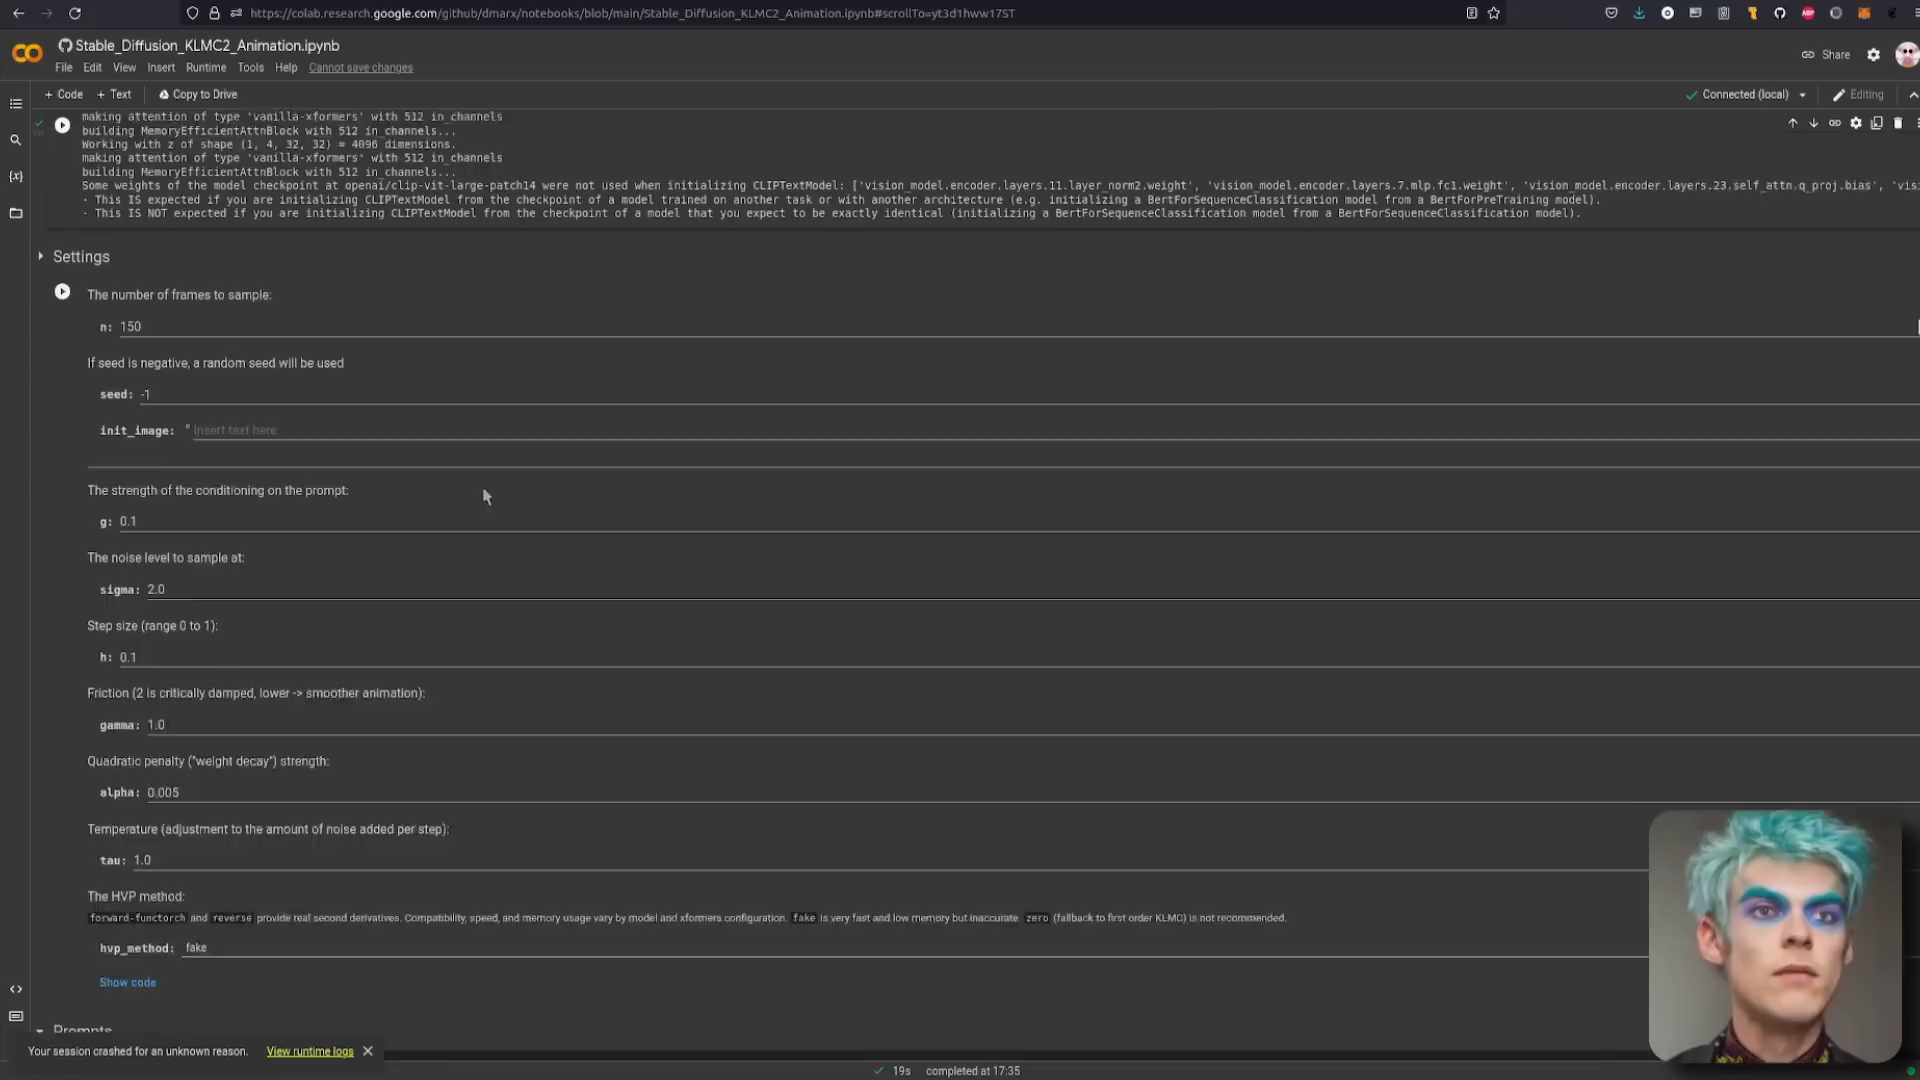 https://colab.research.google.com/github/dmarx/notebooks/blob/main/Stable_Diffusion_KLMC2_Animation.ipynb#scrollTo=yt3d1hww17ST
Stable_Diffusion_KLMC2_Animation.ipynb
File Edit View Insert Runtime Tools Help Cannot save changes
Share
+ Code + Text Copy to Drive
Connected (local) Editing
making attention of type 'vanilla-xformers' with 512 in_channels
building MemoryEfficientAttnBlock with 512 in_channels...
Working with z of shape (1, 4, 32, 32) = 4096 dimensions.
making attention of type 'vanilla-xformers' with 512 in_channels
building MemoryEfficientAttnBlock with 512 in_channels...
Some weights of the model checkpoint at openai/clip-vit-large-patch14 were not used when initializing CLIPTextModel: ['vision_model.encoder.layers.11.layer_norm2.weight', 'vision_model.encoder.layers.7.mlp.fc1.weight', 'vision_model.encoder.layers.23.self_attn.q_proj.bias',
- This IS expected if you are initializing CLIPTextModel from the checkpoint of a model trained on another task or with another architecture (e.g. initializing a BertForSequenceClassification model from a BertForPreTraining model).
- This IS NOT expected if you are initializing CLIPTextModel from the checkpoint of a model that you expect to be exactly identical (initializing a BertForSequenceClassification model from a BertForSequenceClassification model).
Settings
The number of frames to sample:
n: 150
If seed is negative, a random seed will be used
seed: -1
init_image: " Insert text here
The strength of the conditioning on the prompt:
g: 0.1
The noise level to sample at:
sigma: 2.0
Step size (range 0 to 1):
h: 0.1
Friction (2 is critically damped, lower -> smoother animation):
gamma: 1.0
Quadratic penalty ("weight decay") strength:
alpha: 0.005
Temperature (adjustment to the amount of noise added per step):
tau: 1.0
The HVP method:
forward-functorch and reverse provide real second derivatives. Compatibility, speed, and memory usage vary by model and xformers configuration. fake is very fast and low memory but inaccurate. zero (fallback to first order KLMC) is not recommended.
hvp_method: fake
Show code
Prompts
Your session crashed for an unknown reason. View runtime logs
19s completed at 17:35